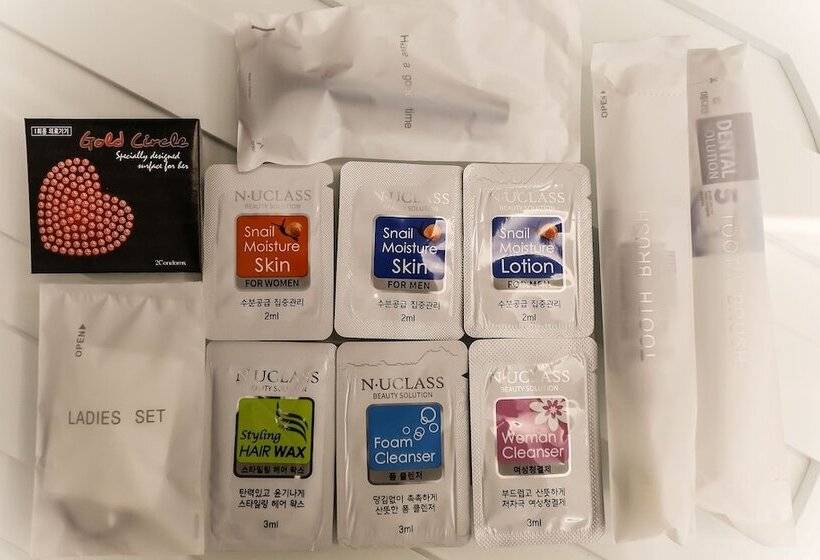 Have a good time
1회용 의료기기
Gold Circle
Specially designed
surface for her
2Condoms
OPEN
LADIES SET
N·UCLASS
BEAUTY SOLUTION
Snail
Moisture
Skin
FOR WOMEN
수분공급 집중관리
2ml
N·UCLASS
SOLUTION
Snail
Moisture
Skin
FOR MEN
수분공급 집중관리
2ml
N·UCLASS
BEAUTY SOLUTION
Snail
Moisture
Lotion
FOR MEN
수분공급 집중관리
2ml
N·UCLASS
BEAUTY SOLUTION
Styling
HAIR WAX
스타일링 헤어 왁스
탄력있고 윤기나게
스타일링 헤어 왁스
3ml
N·UCLASS
BEAUTY SOLUTION
Foam
Cleanser
폼 클린저
당김없이 촉촉하게
산뜻한 폼 클린저
3ml
N·UCLASS
BEAUTY SOLUTION
Woman
Cleanser
여성청결제
부드럽고 산뜻하게
저자극 여성청결제
3ml
OPEN
TOOTH BRUSH
DENTAL
SOLUTION
5